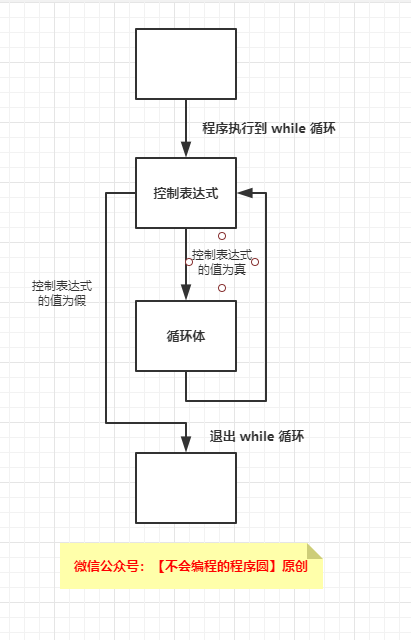 程序执行到 while 循环
控制表达式
控制表达式
的值为真
控制表达式
的值为假
循环体
退出 while 循环
微信公众号：【不会编程的程序圆】原创